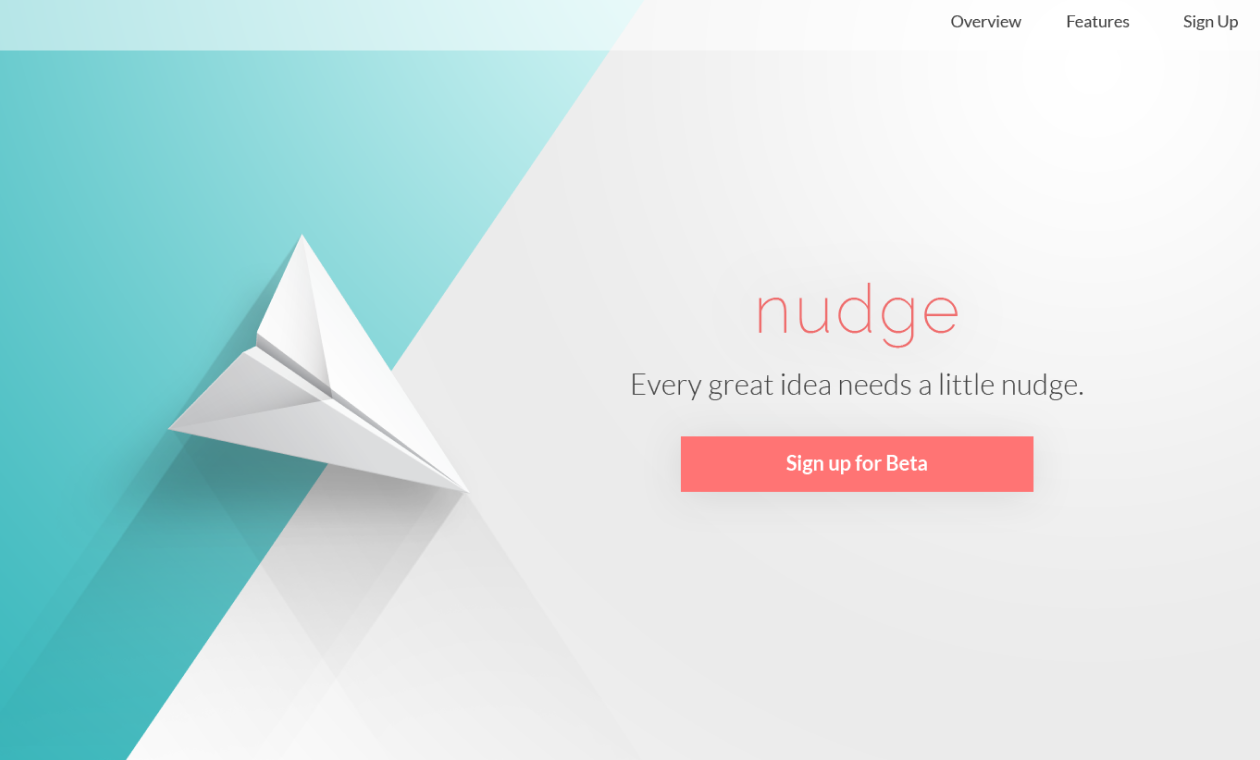 Overview Features Sign Up
nudge
Every great idea needs a little nudge.
Sign up for Beta